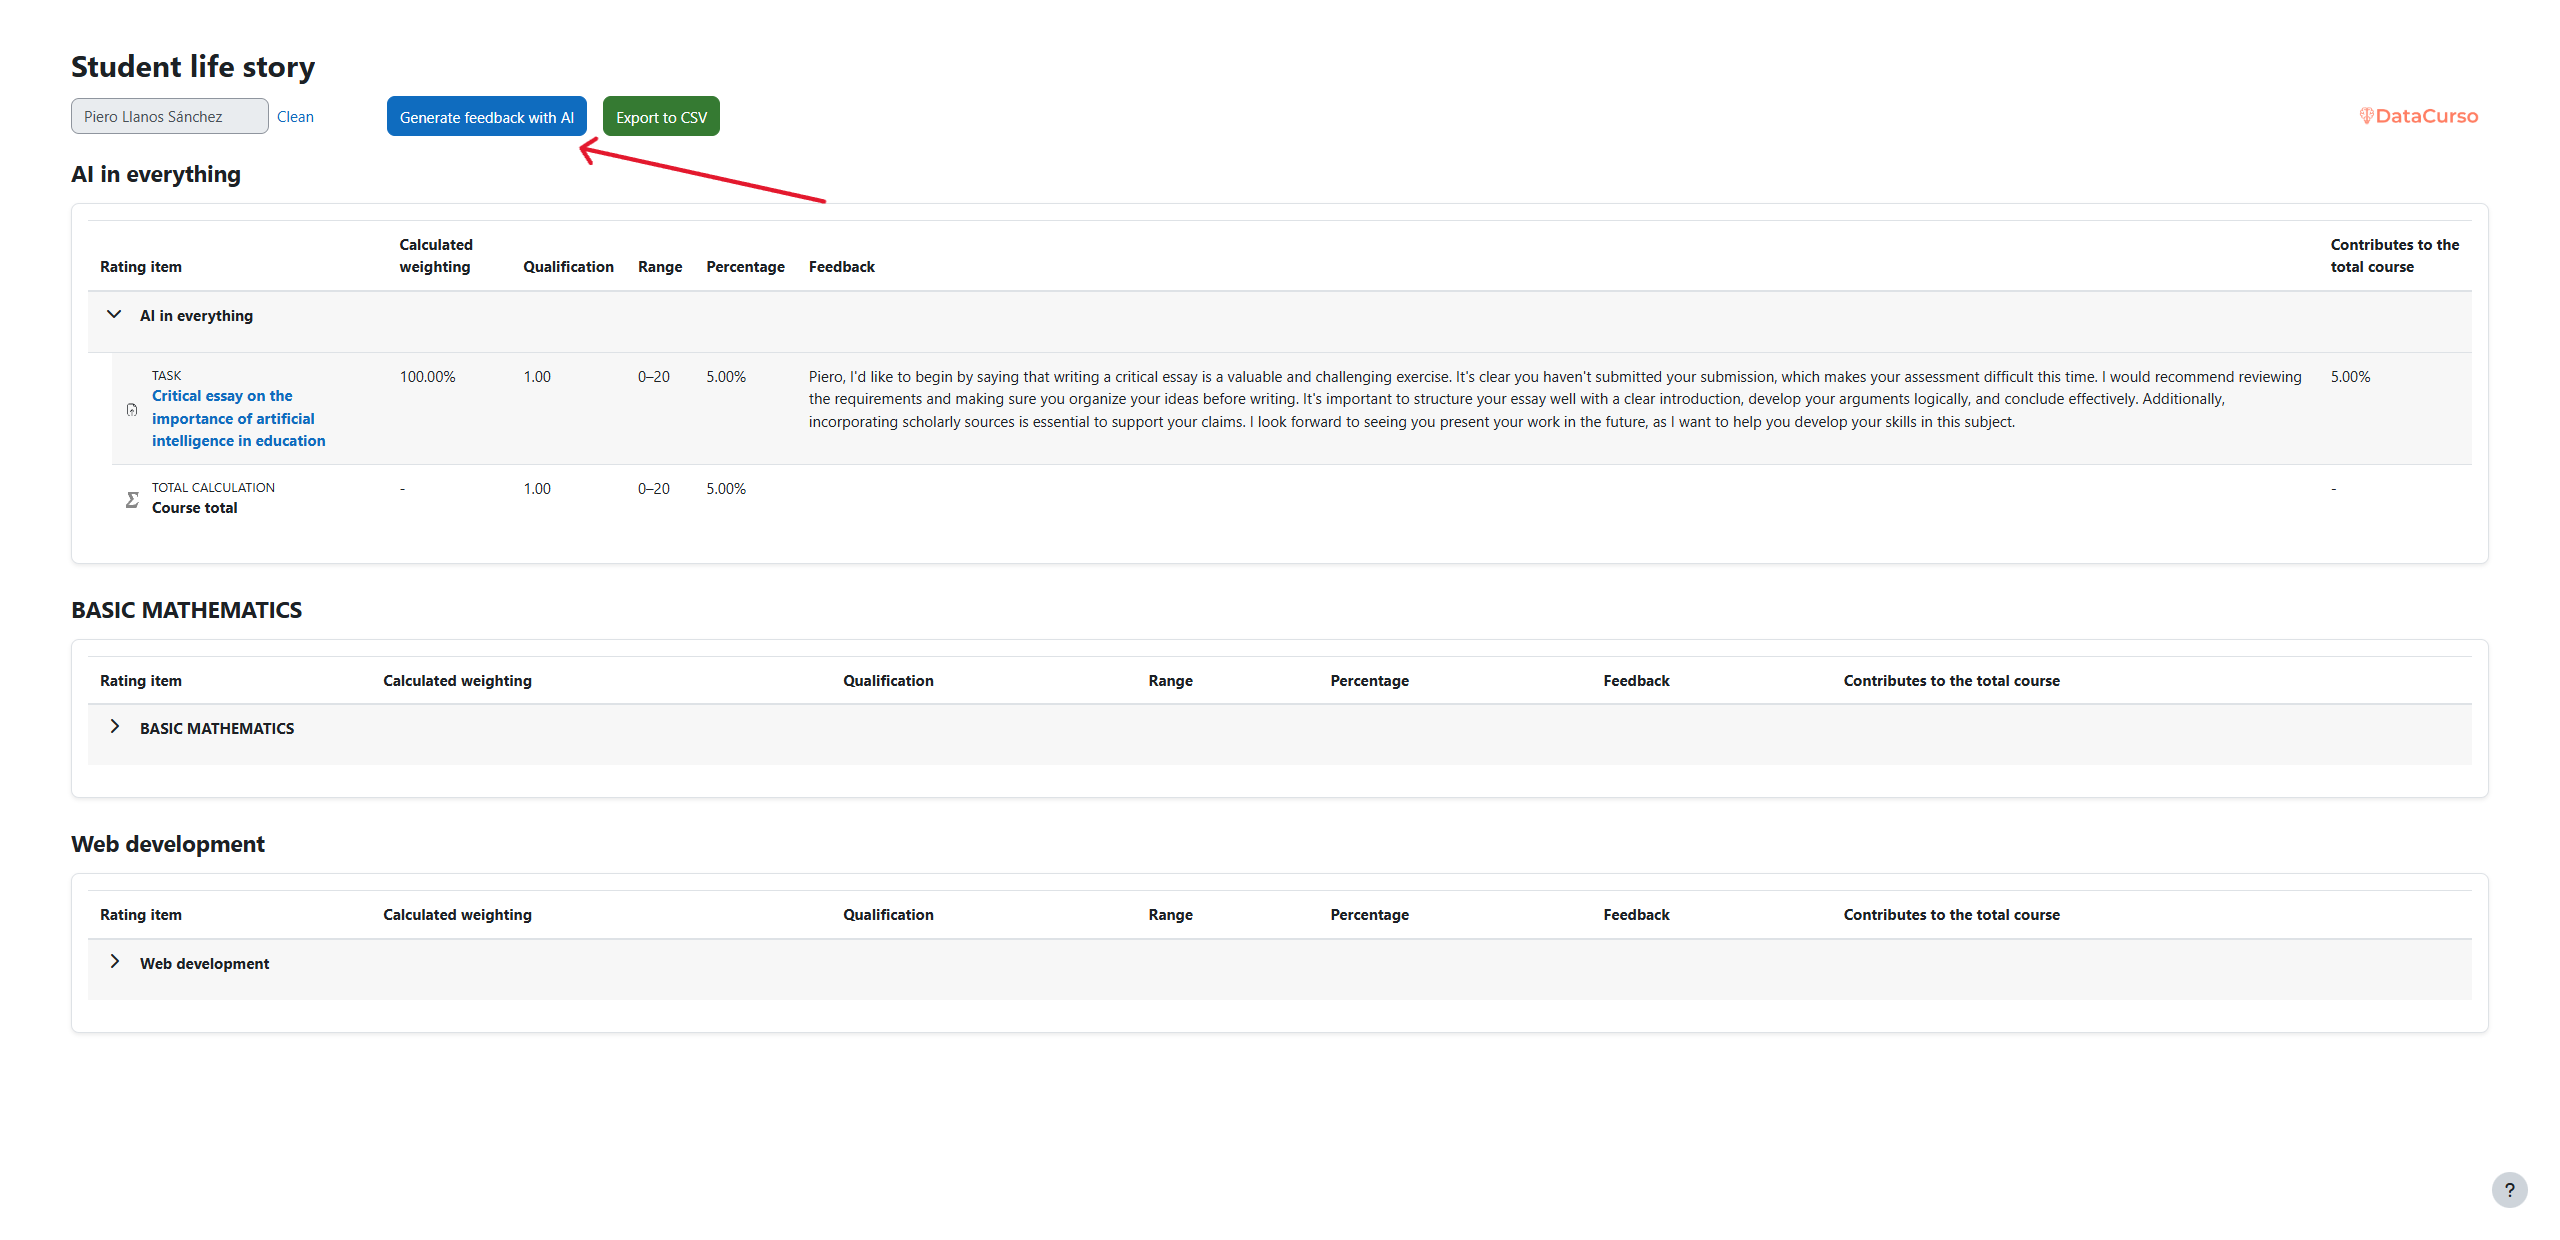 Student life story
Piero Llanos Sánchez
Clean
Generate feedback with AI
Export to CSV
DataCurso
AI in everything
Rating item
Calculated
weighting
Qualification
Range
Percentage
Feedback
Contributes to the
total course
AI in everything
TASK
Critical essay on the
importance of artificial
intelligence in education
100.00%
1.00
0–20
5.00%
Piero, I'd like to begin by saying that writing a critical essay is a valuable and challenging exercise. It's clear you haven't submitted your submission, which makes your assessment difficult this time. I would recommend reviewing
the requirements and making sure you organize your ideas before writing. It's important to structure your essay well with a clear introduction, develop your arguments logically, and conclude effectively. Additionally,
incorporating scholarly sources is essential to support your claims. I look forward to seeing you present your work in the future, as I want to help you develop your skills in this subject.
5.00%
TOTAL CALCULATION
Course total
-
1.00
0–20
5.00%
-
BASIC MATHEMATICS
Rating item
Calculated weighting
Qualification
Range
Percentage
Feedback
Contributes to the total course
BASIC MATHEMATICS
Web development
Rating item
Calculated weighting
Qualification
Range
Percentage
Feedback
Contributes to the total course
Web development
?